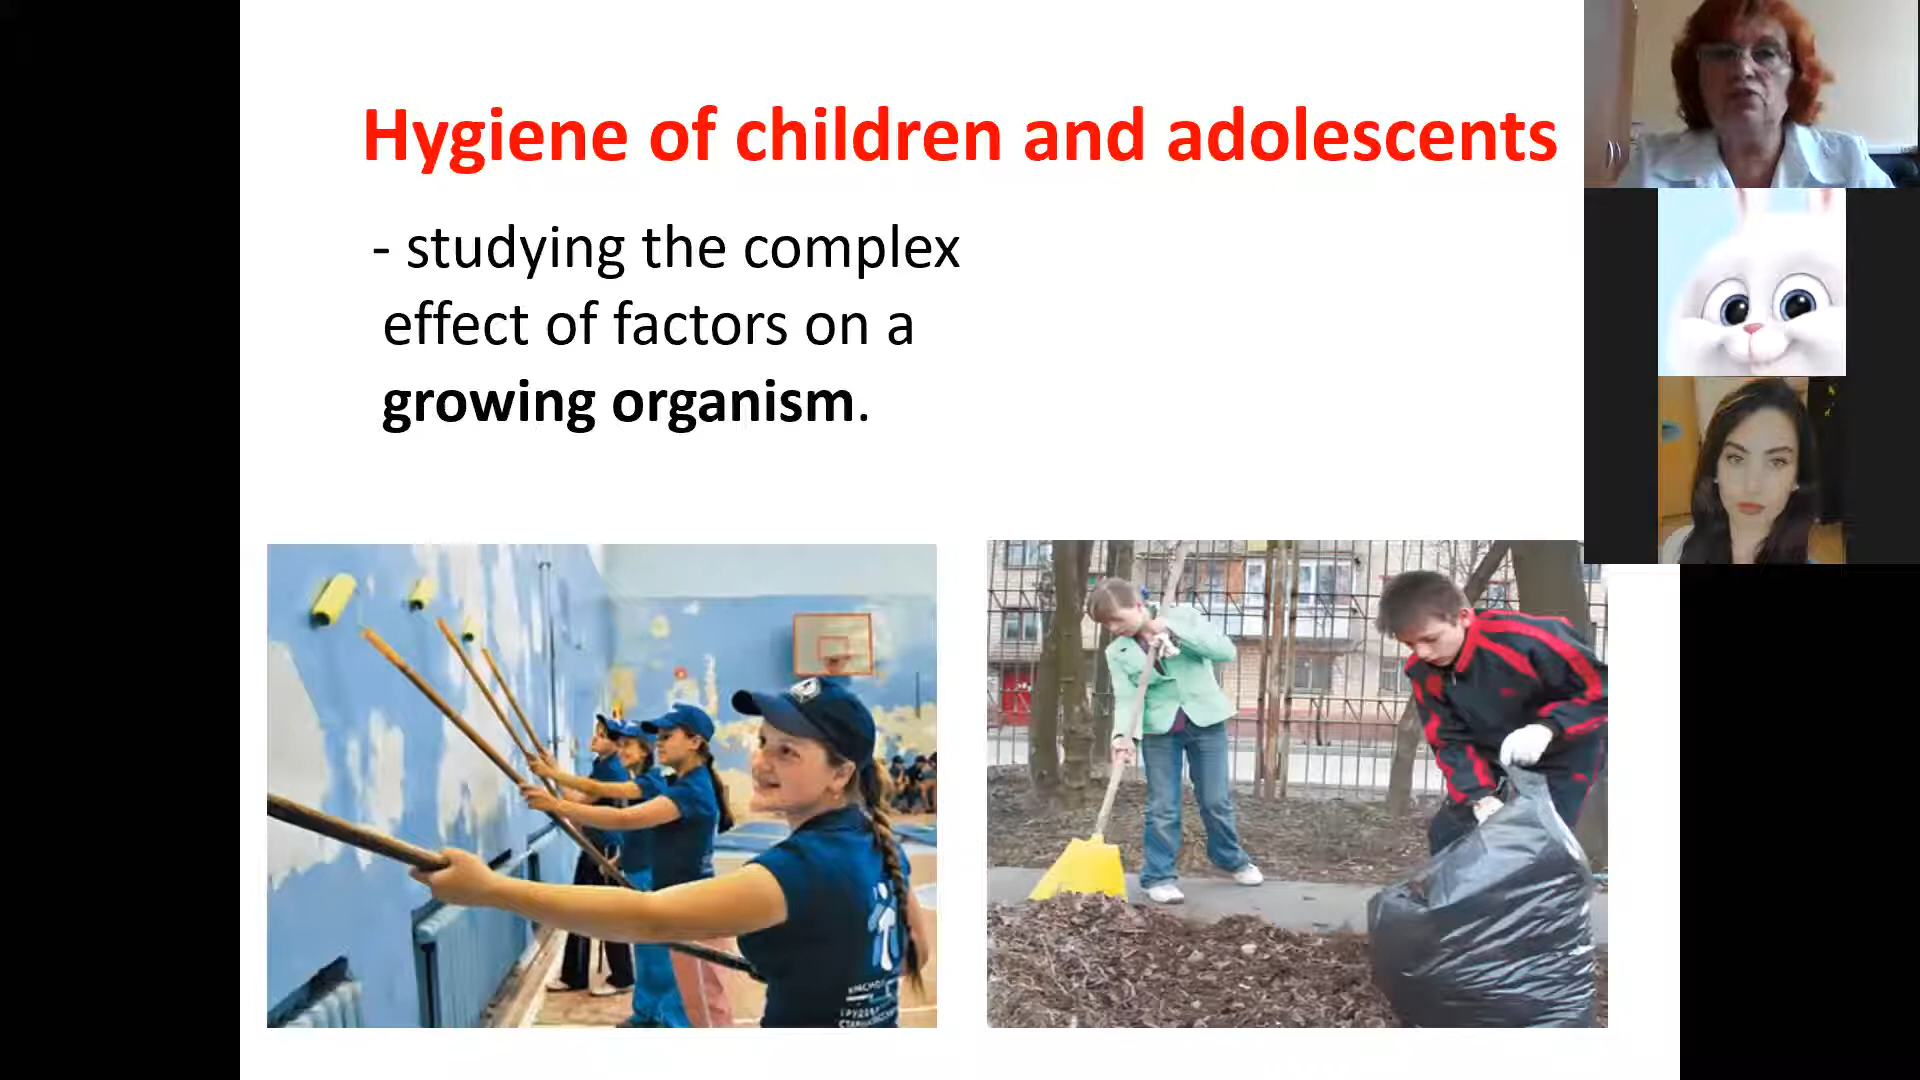 Hygiene of children and adolescents
- studying the complex
effect of factors on a
growing organism.